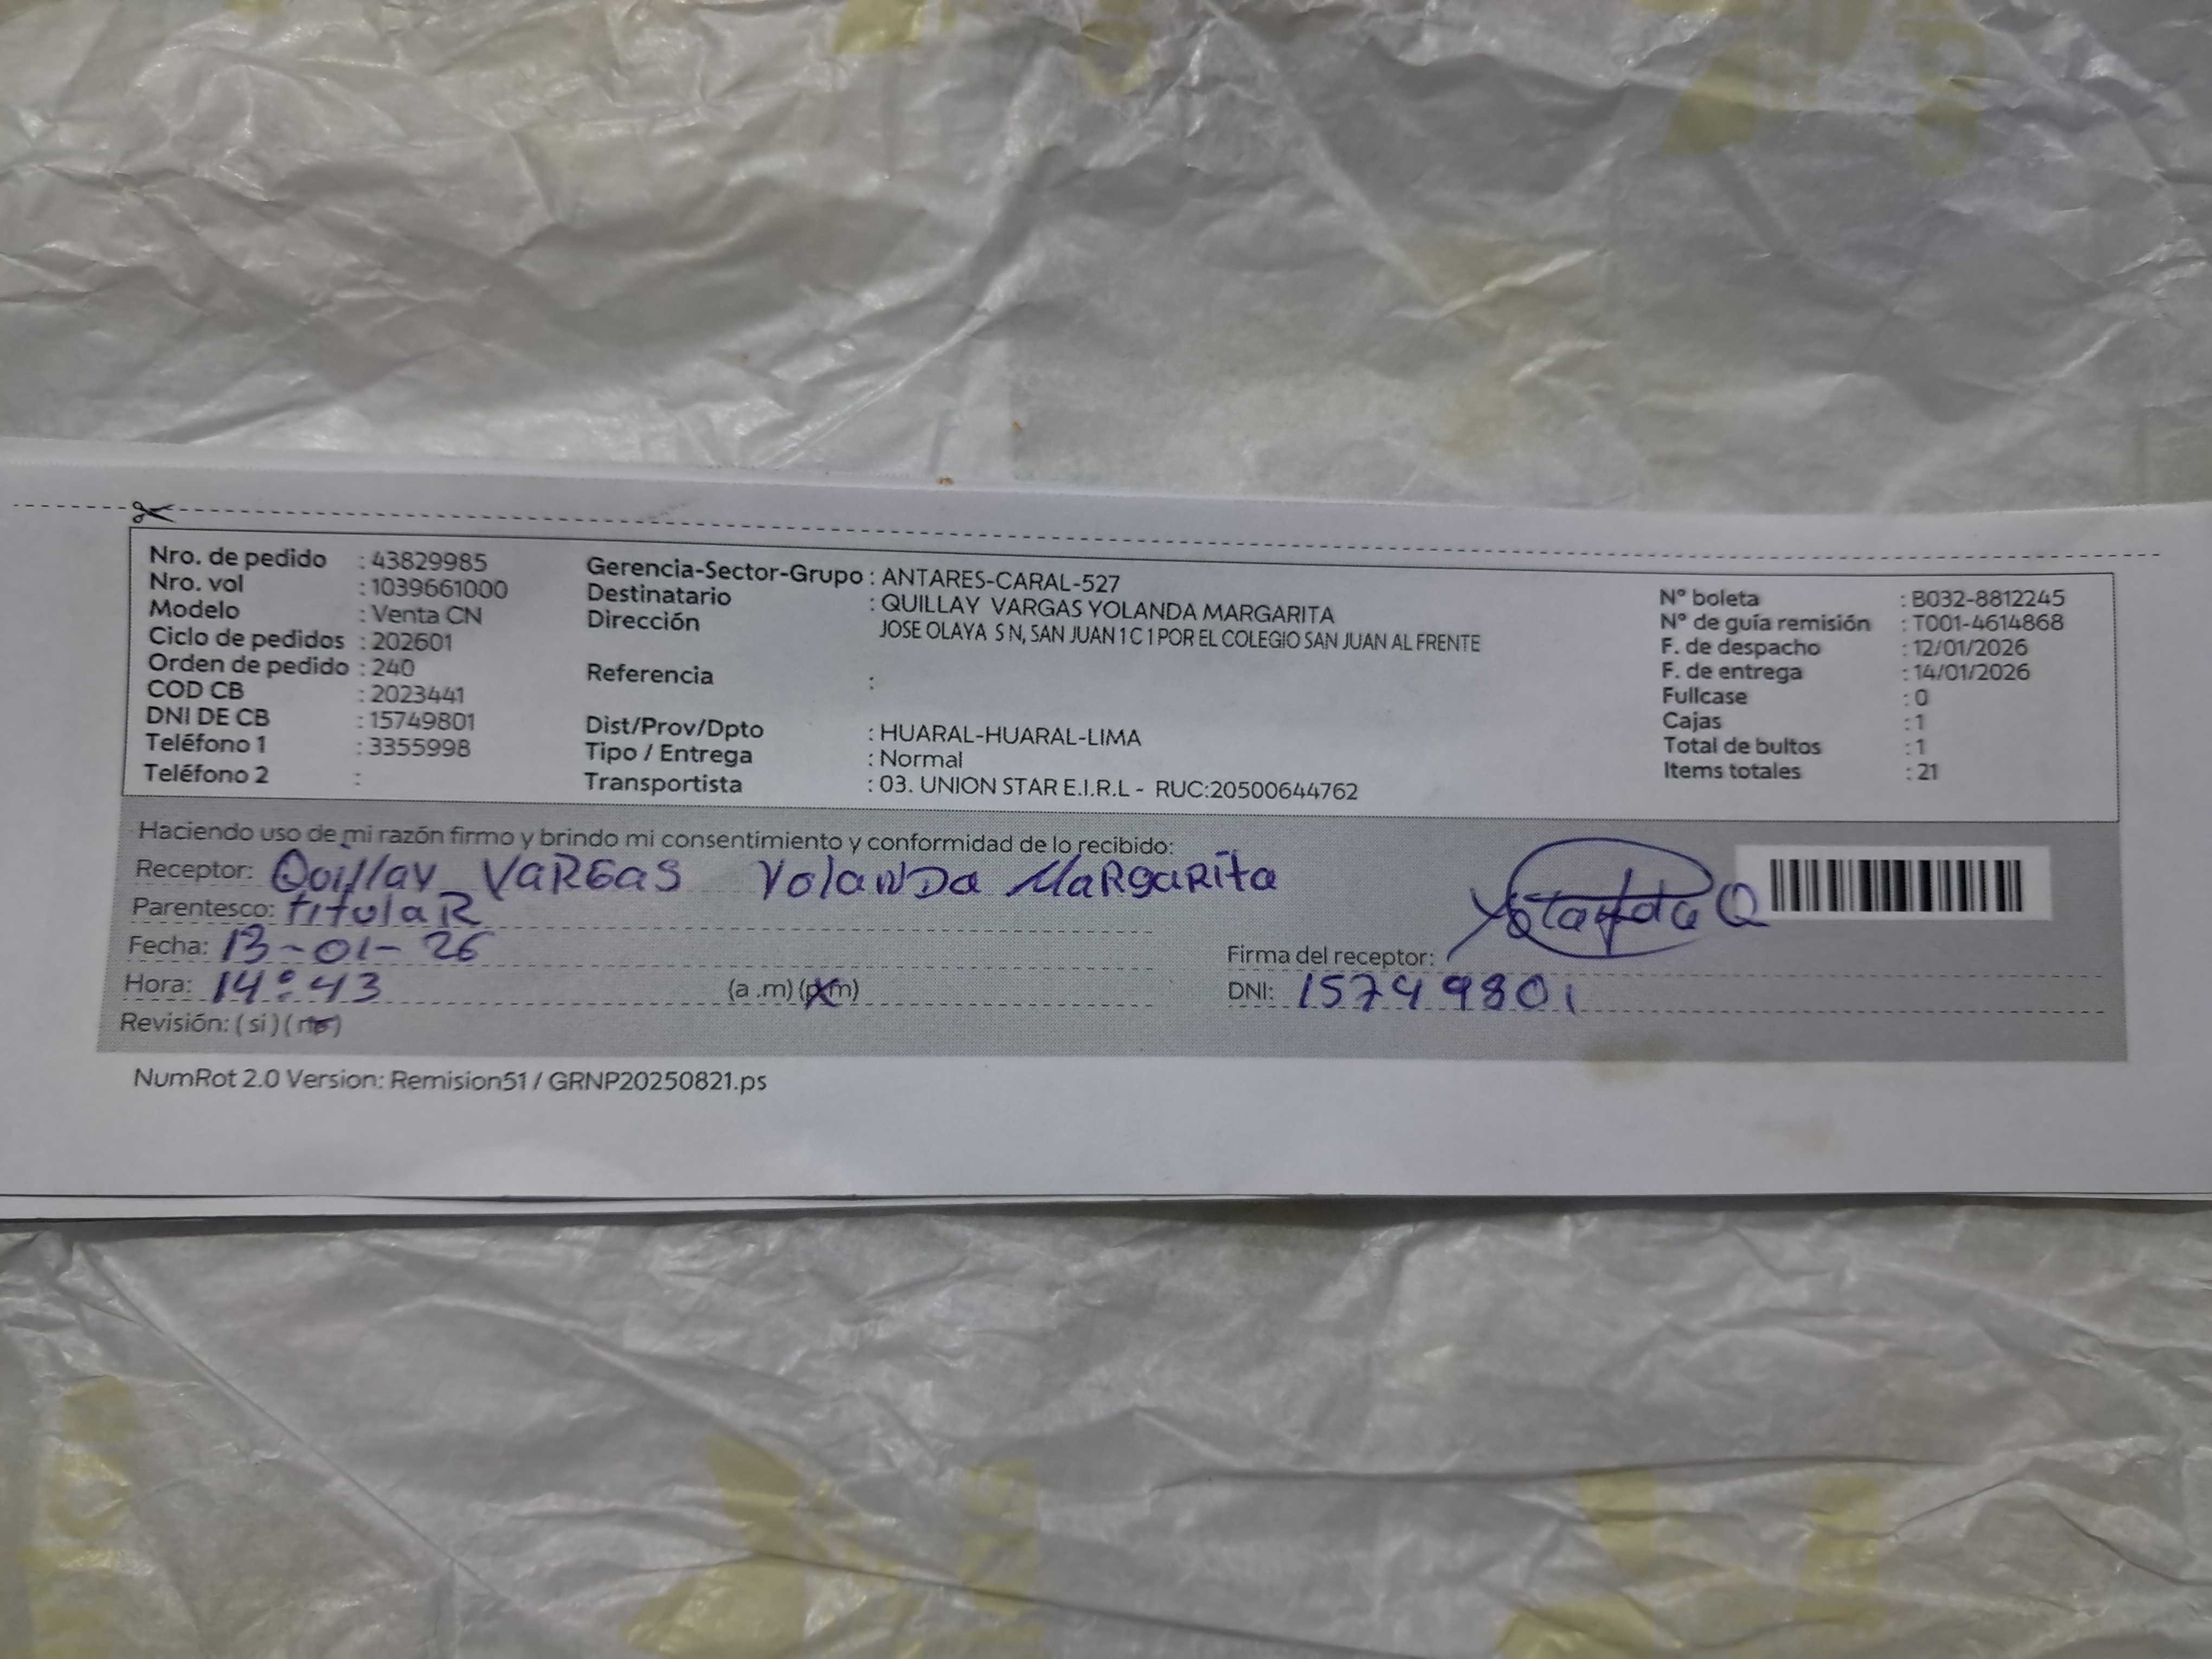 Nro. de pedido : 43829985
Nro. vol : 1039661000
Modelo : Venta CN
Ciclo de pedidos : 202601
Orden de pedido : 240
COD CB : 2023441
DNI DE CB : 15749801
Teléfono 1 : 3355998
Teléfono 2 :
Gerencia-Sector-Grupo : ANTARES-CARAL-527
Destinatario : QUILLAY VARGAS YOLANDA MARGARITA
Dirección JOSE OLAYA S N, SAN JUAN 1 C 1 POR EL COLEGIO SAN JUAN AL FRENTE
Referencia :
Dist/Prov/Dpto : HUARAL-HUARAL-LIMA
Tipo / Entrega : Normal
Transportista : 03. UNION STAR E.I.R.L - RUC:20500644762
N° boleta : B032-8812245
N° de guía remisión : T001-4614868
F. de despacho : 12/01/2026
F. de entrega : 14/01/2026
Fullcase : 0
Cajas : 1
Total de bultos : 1
Items totales : 21
Haciendo uso de mi razón firmo y brindo mi consentimiento y conformidad de lo recibido:
Receptor: Quillay VARGas YolaNDa MaRgaRita
Parentesco: titulaR
Fecha: 13-01-26
Hora: 14:43 (a .m) (p.m)
Revisión: ( si ) ( no )
Firma del receptor: Yolanda Q
DNI: 15749801
NumRot 2.0 Version: Remision51 / GRNP20250821.ps